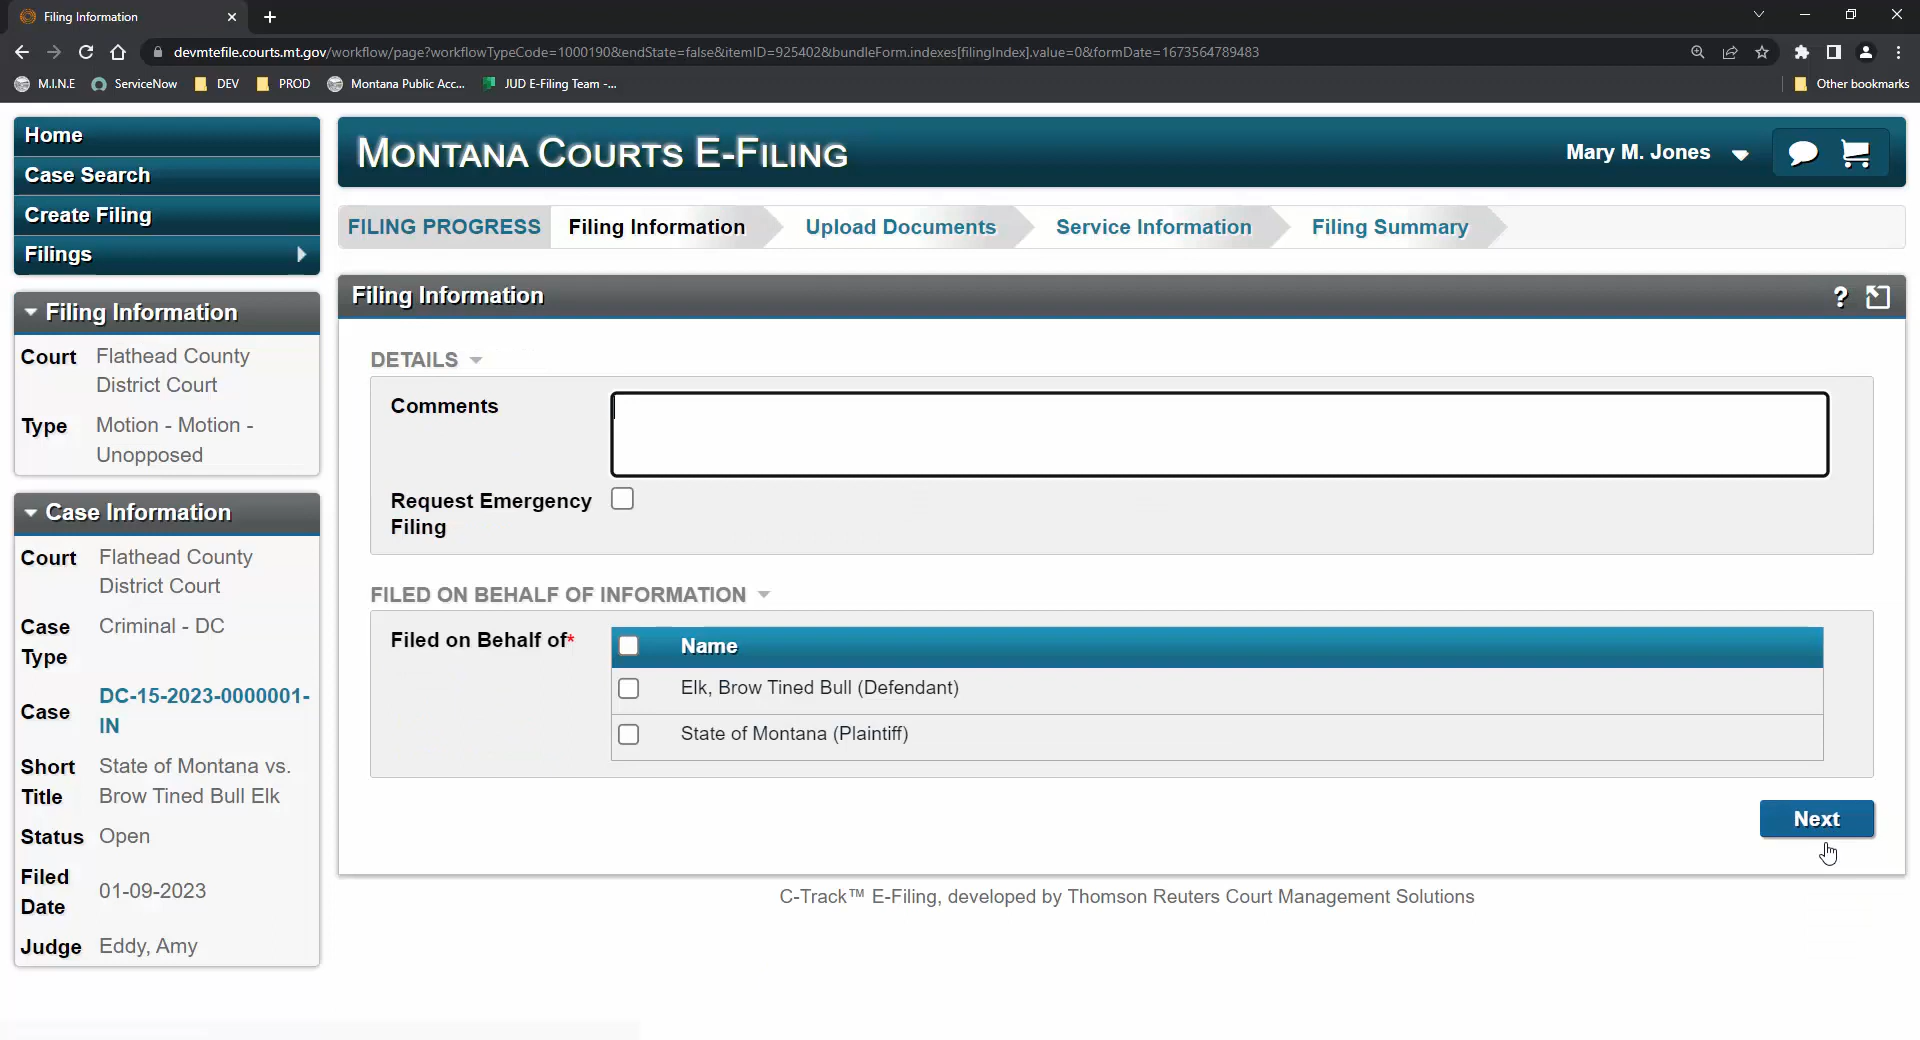 Filing Information
devmtefile.courts.mt.gov/workflow/page?workflowTypeCode=1000190&endState=false&itemID=925402&bundleForm.indexes[filingIndex].value=0&formDate=1673564789483
M.I.N.E ServiceNow DEV PROD Montana Public Acc... JUD E-Filing Team -... Other bookmarks
Home
Case Search
Create Filing
Filings
Filing Information
Court Flathead County
District Court
Type Motion - Motion -
Unopposed
Case Information
Court Flathead County
District Court
Case Criminal - DC
Type
Case DC-15-2023-0000001-
IN
Short State of Montana vs.
Title Brow Tined Bull Elk
Status Open
Filed
Date 01-09-2023
Judge Eddy, Amy
MONTANA COURTS E-FILING
Mary M. Jones
FILING PROGRESS Filing Information Upload Documents Service Information Filing Summary
Filing Information ?
DETAILS
Comments
Request Emergency
Filing
FILED ON BEHALF OF INFORMATION
Filed on Behalf of* Name
Elk, Brow Tined Bull (Defendant)
State of Montana (Plaintiff)
Next
C-Track™ E-Filing, developed by Thomson Reuters Court Management Solutions